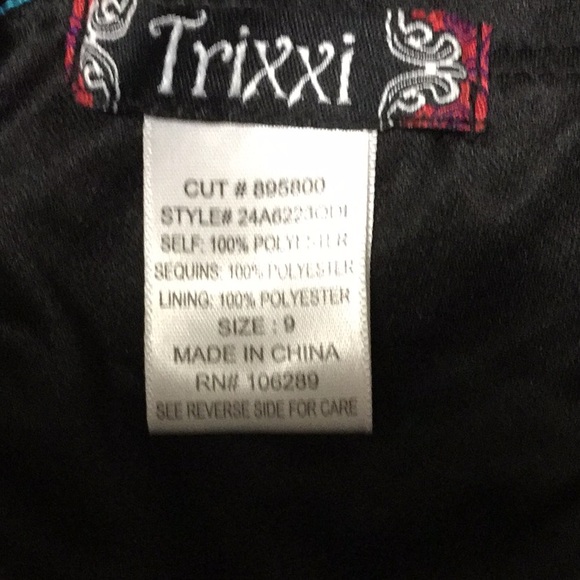 Trixxi
CUT # 895800
SELF: 100% POLYESTER
SEQUINS: 100% POLYESTER
LINING: 100% POLYESTER
SIZE : 9
MADE IN CHINA
RN# 106289
SEE REVERSE SIDE FOR CARE